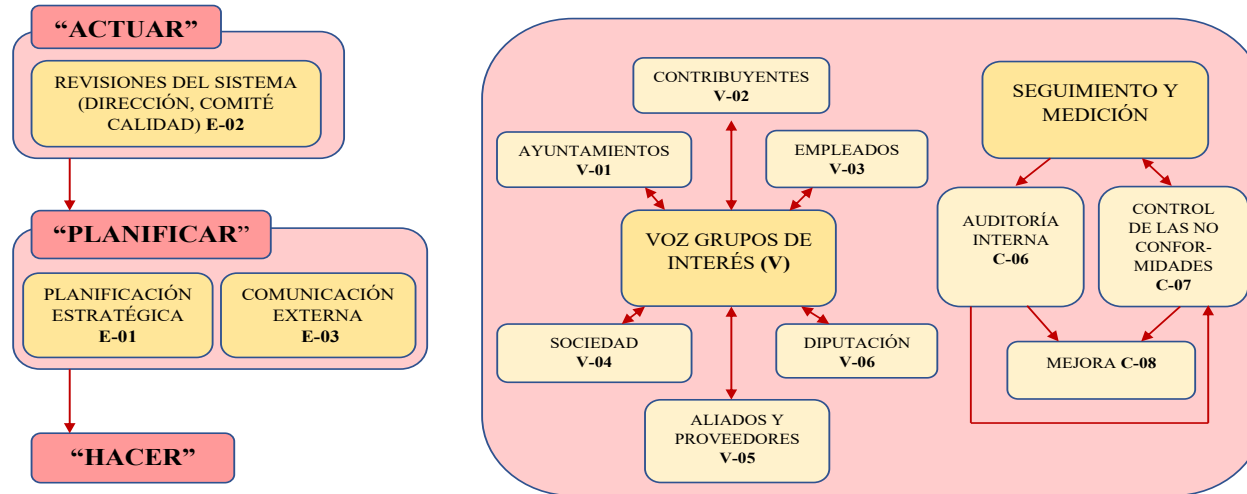 “ACTUAR”
REVISIONES DEL SISTEMA
(DIRECCIÓN, COMITÉ
CALIDAD) E-02
“PLANIFICAR”
PLANIFICACIÓN
ESTRATÉGICA
E-01
COMUNICACIÓN
EXTERNA
E-03
“HACER”
CONTRIBUYENTES
V-02
AYUNTAMIENTOS
V-01
EMPLEADOS
V-03
VOZ GRUPOS DE
INTERÉS (V)
SOCIEDAD
V-04
DIPUTACIÓN
V-06
ALIADOS Y
PROVEEDORES
V-05
SEGUIMIENTO Y
MEDICIÓN
AUDITORÍA
INTERNA
C-06
CONTROL
DE LAS NO
CONFOR-
MIDADES
C-07
MEJORA C-08